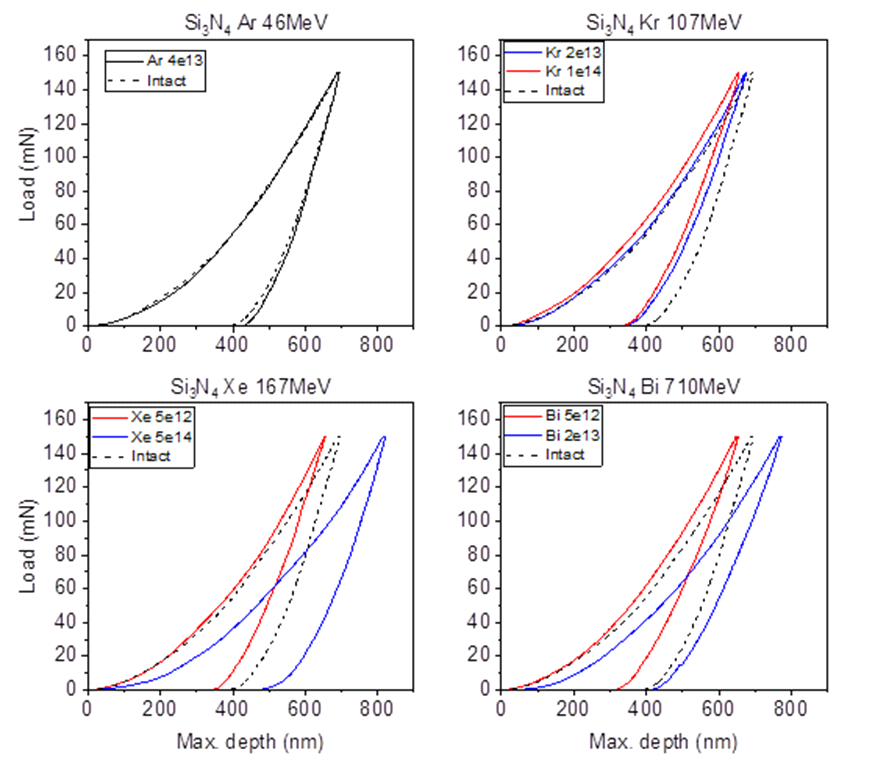 Si₃N₄ Ar 46MeV
Ar 4e13
Intact
160
140
120
100
80
60
40
20
0
Load (mN)
0 200 400 600 800
Si₃N₄ Kr 107MeV
Kr 2e13
Kr 1e14
Intact
160
140
120
100
80
60
40
20
0
0 200 400 600 800
Si₃N₄ Xe 167MeV
Xe 5e12
Xe 5e14
Intact
160
140
120
100
80
60
40
20
0
Load (mN)
0 200 400 600 800
Max. depth (nm)
Si₃N₄ Bi 710MeV
Bi 5e12
Bi 2e13
Intact
160
140
120
100
80
60
40
20
0
0 200 400 600 800
Max. depth (nm)